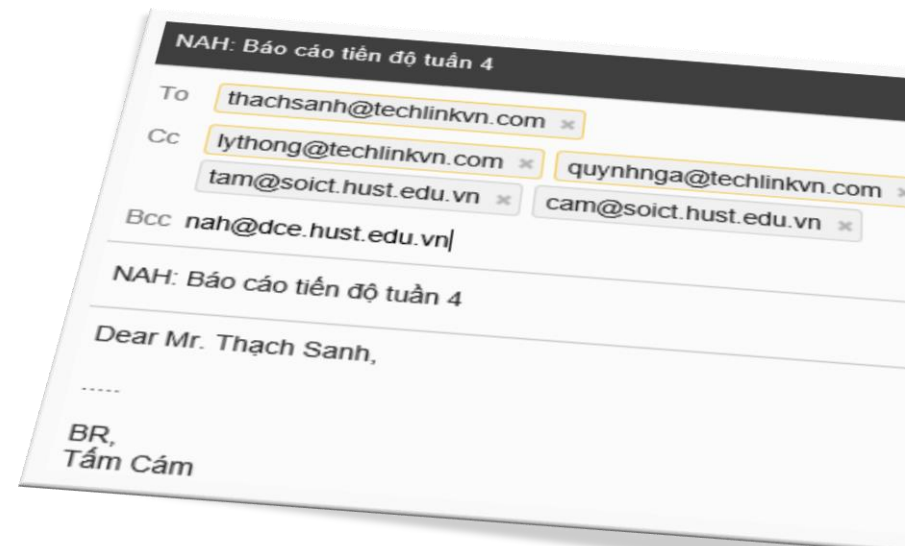 NAH: Báo cáo tiến độ tuần 4
To thachsanh@techlinkvn.com ×
Cc lythong@techlinkvn.com × quynhnga@techlinkvn.com ×
tam@soict.hust.edu.vn × cam@soict.hust.edu.vn ×
Bcc nah@dce.hust.edu.vn
NAH: Báo cáo tiến độ tuần 4
Dear Mr. Thạch Sanh,
.....
BR,
Tấm Cám